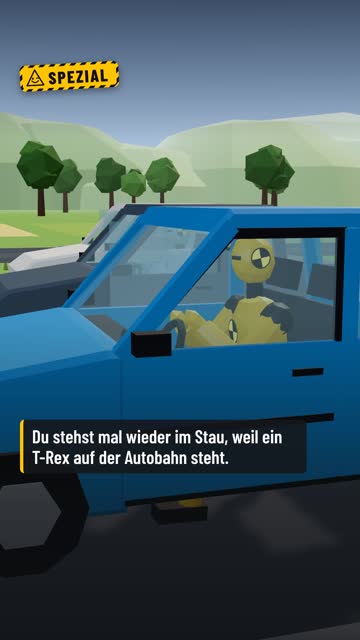 SPEZIAL
Du stehst mal wieder im Stau, weil ein
T-Rex auf der Autobahn steht.